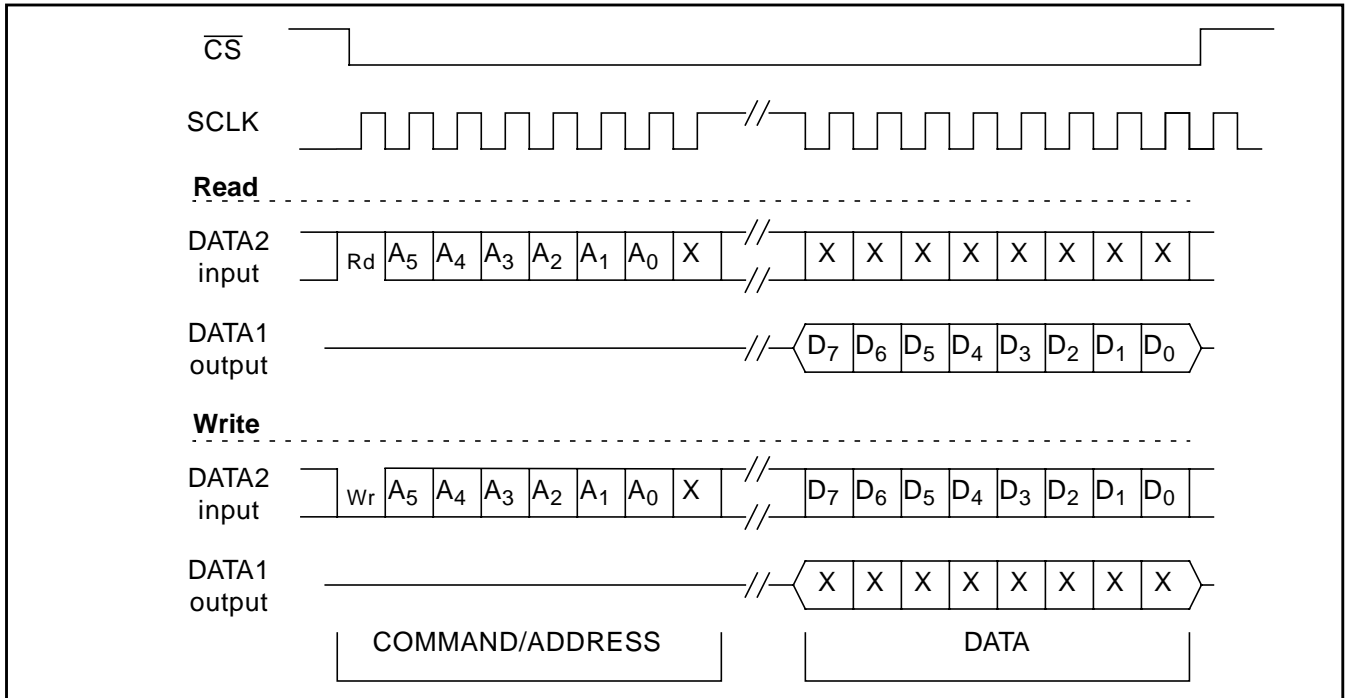 CS
SCLK
Read
DATA2
input
Rd A5 A4 A3 A2 A1 A0 X // X X X X X X X X
DATA1
output
// D7 D6 D5 D4 D3 D2 D1 D0
Write
DATA2
input
Wr A5 A4 A3 A2 A1 A0 X // D7 D6 D5 D4 D3 D2 D1 D0
DATA1
output
// X X X X X X X X
COMMAND/ADDRESS DATA